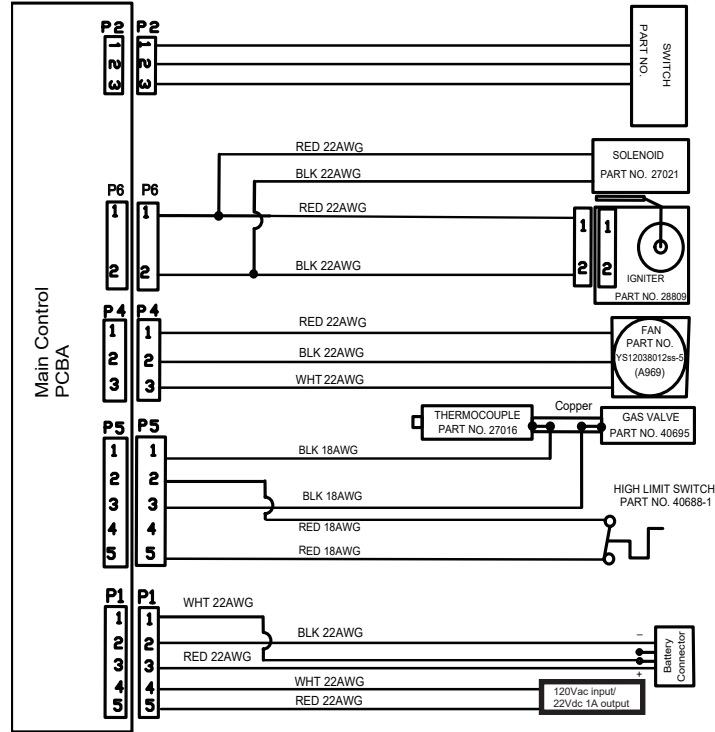 Main Control
PCBA
P2 P2
1 1
2 2
3 3
SWITCH
PART NO.
RED 22AWG
BLK 22AWG
SOLENOID
PART NO. 27021
P6 P6
1 1
2 2
RED 22AWG
BLK 22AWG
1 1
2 2
IGNITER
PART NO. 28809
P4 P4
1 1
2 2
3 3
RED 22AWG
BLK 22AWG
WHT 22AWG
FAN
PART NO.
YS12038012ss-5
(A969)
P5 P5
1 1
2 2
3 3
4 4
5 5
THERMOCOUPLE
PART NO. 27016
Copper
GAS VALVE
PART NO. 40695
BLK 18AWG
BLK 18AWG
RED 18AWG
RED 18AWG
HIGH LIMIT SWITCH
PART NO. 40688-1
P1 P1
1 1
2 2
3 3
4 4
5 5
WHT 22AWG
BLK 22AWG
RED 22AWG
WHT 22AWG
RED 22AWG
–
+
Battery
Connector
120Vac input/
22Vdc 1A output